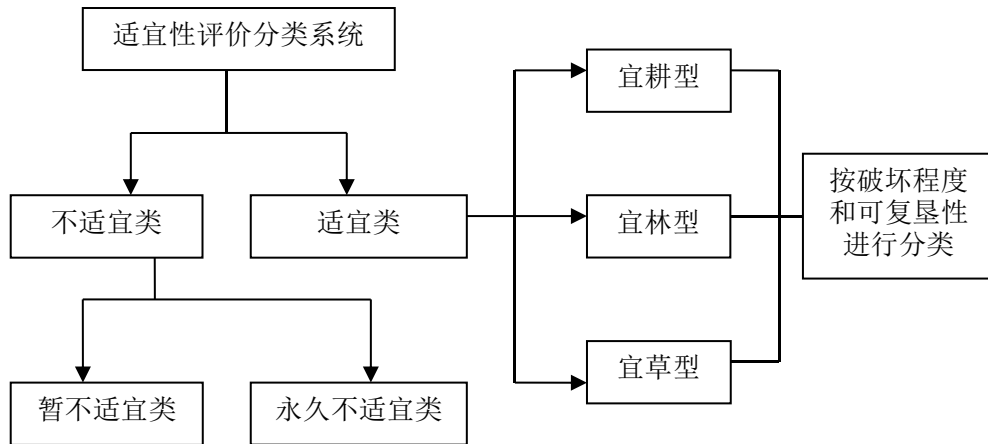 适宜性评价分类系统
宜耕型
不适宜类
适宜类
宜林型
按破坏程度
和可复垦性
进行分类
暂不适宜类
永久不适宜类
宜草型